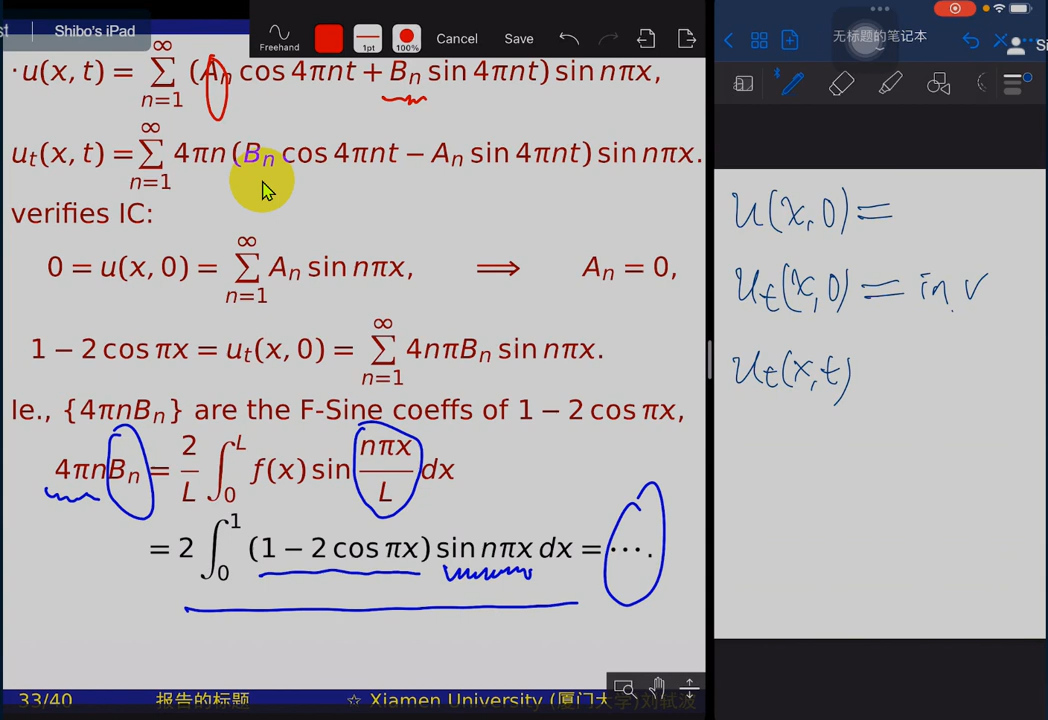 Shibo's iPad
Freehand
1pt
100%
Cancel
Save
无标题的笔记本
· u(x, t) = ∑_{n=1}^{∞} (A_n cos 4πnt + B_n sin 4πnt) sin nπx,
u_t(x, t) = ∑_{n=1}^{∞} 4πn (B_n cos 4πnt − A_n sin 4πnt) sin nπx.
verifies IC:
0 = u(x, 0) = ∑_{n=1}^{∞} A_n sin nπx, ⟹ A_n = 0,
1 − 2 cos πx = u_t(x, 0) = ∑_{n=1}^{∞} 4nπB_n sin nπx.
Ie., {4πnB_n} are the F-Sine coeffs of 1 − 2 cos πx,
4πnB_n = 2/L ∫_0^L f(x) sin nπx/L dx
= 2 ∫_0^1 (1 − 2 cos πx) sin nπx dx = ⋯.
33/40
报告的标题
☆ Xiamen University (厦门大
u(x,0) =
u_t(x,0) = in v
u_t(x,t)